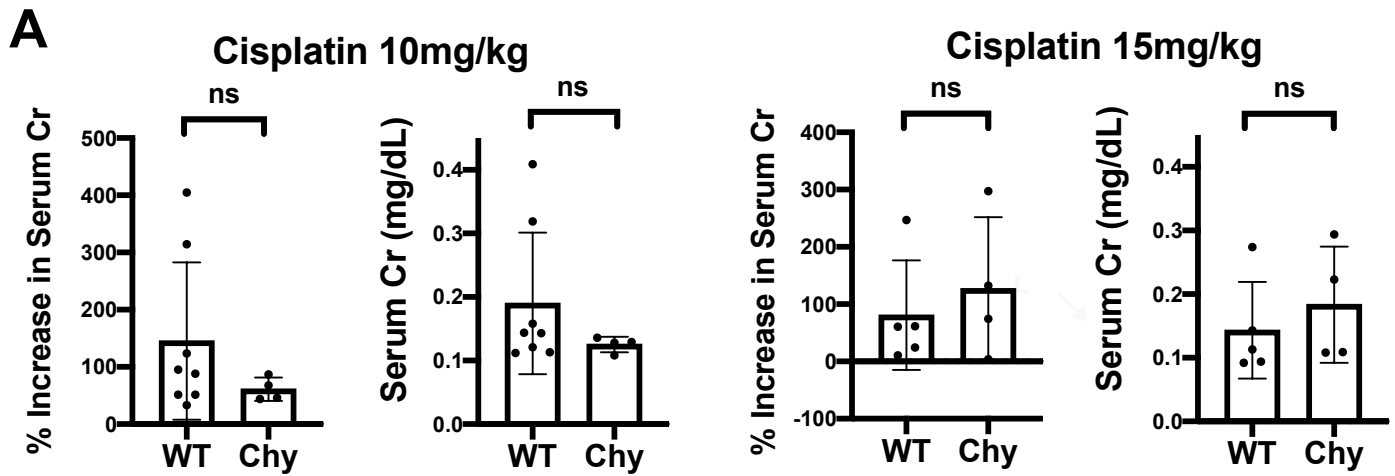 A
Cisplatin 10mg/kg
Cisplatin 15mg/kg
% Increase in Serum Cr
500
400
300
200
100
0
ns
WT Chy
Serum Cr (mg/dL)
0.4
0.3
0.2
0.1
0.0
ns
WT Chy
% Increase in Serum Cr
400
300
200
100
0
-100
ns
WT Chy
Serum Cr (mg/dL)
0.4
0.3
0.2
0.1
0.0
ns
WT Chy